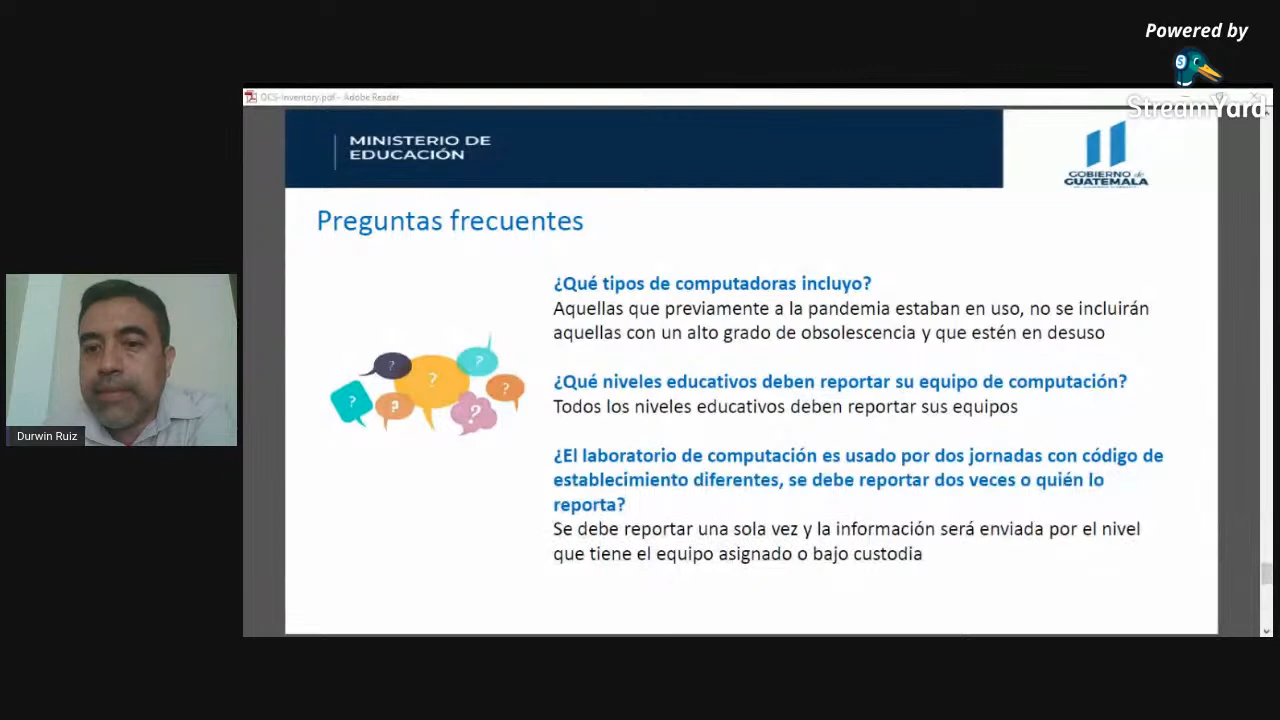 Powered by
StreamYard
OCS-Inventory.pdf - Adobe Reader
MINISTERIO DE
EDUCACIÓN
GOBIERNO de
GUATEMALA
Preguntas frecuentes
¿Qué tipos de computadoras incluyo?
Aquellas que previamente a la pandemia estaban en uso, no se incluirán
aquellas con un alto grado de obsolescencia y que estén en desuso
¿Qué niveles educativos deben reportar su equipo de computación?
Todos los niveles educativos deben reportar sus equipos
¿El laboratorio de computación es usado por dos jornadas con código de
establecimiento diferentes, se debe reportar dos veces o quién lo
reporta?
Se debe reportar una sola vez y la información será enviada por el nivel
que tiene el equipo asignado o bajo custodia
? ? ? ? ? ? ?
Durwin Ruiz